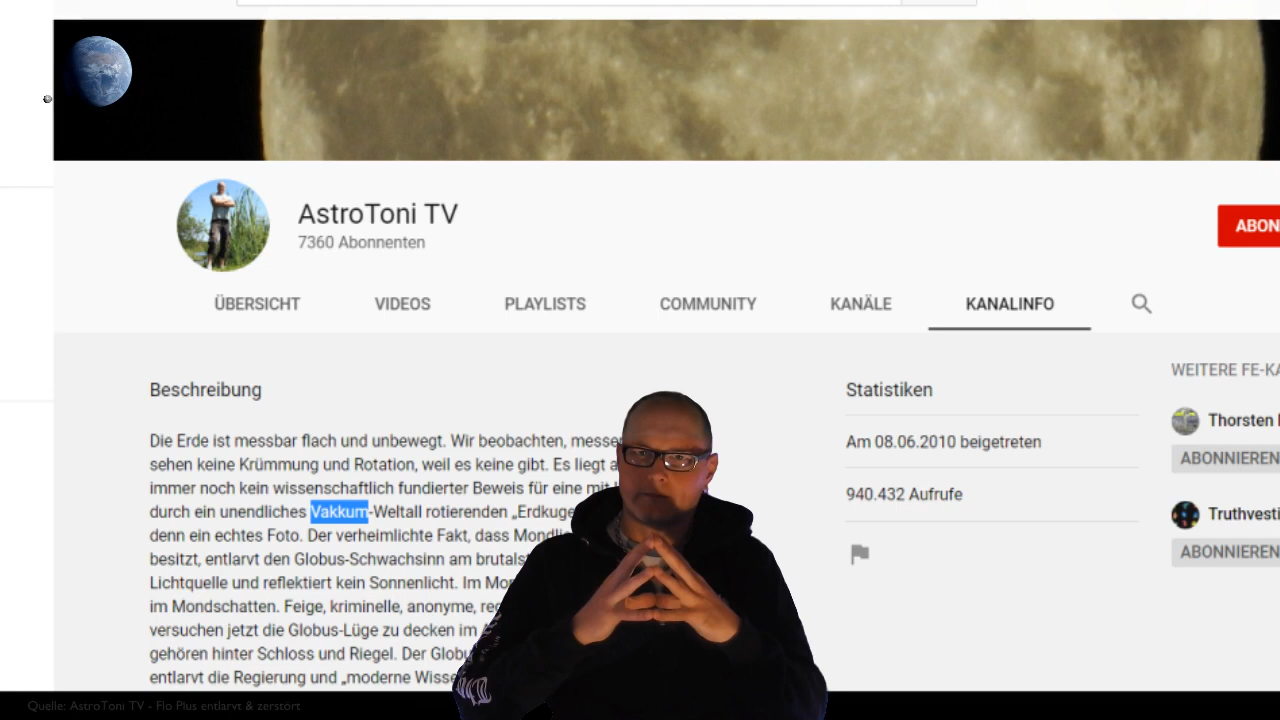 AstroToni TV
7360 Abonnenten
ABON
ÜBERSICHT VIDEOS PLAYLISTS COMMUNITY KANÄLE KANALINFO
Beschreibung
Die Erde ist messbar flach und unbewegt. Wir beobachten, messen
sehen keine Krümmung und Rotation, weil es keine gibt. Es liegt
immer noch kein wissenschaftlich fundierter Beweis für eine mit
durch ein unendliches Vakkum-Weltall rotierenden „Erdkuge
denn ein echtes Foto. Der verheimlichte Fakt, dass Mondli
besitzt, entlarvt den Globus-Schwachsinn am brutals
Lichtquelle und reflektiert kein Sonnenlicht. Im Mon
im Mondschatten. Feige, kriminelle, anonyme, re
versuchen jetzt die Globus-Lüge zu decken im
gehören hinter Schloss und Riegel. Der Globu
entlarvt die Regierung und „moderne Wisse
Statistiken
Am 08.06.2010 beigetreten
940.432 Aufrufe
WEITERE FE-KA
Thorsten
ABONNIEREN
Truthvesti
ABONNIEREN
Quelle: AstroToni TV - Flo Plus entlarvt & zerstört